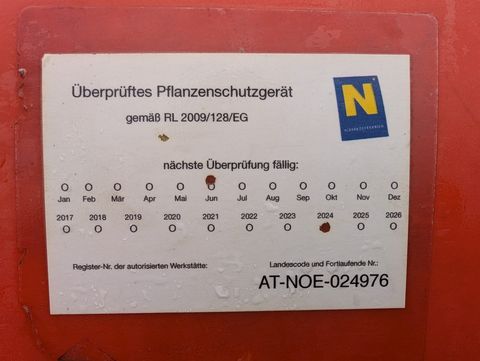 Überprüftes Pflanzenschutzgerät
gemäß RL 2009/128/EG
N
NIEDERÖSTERREICH
nächste Überprüfung fällig:
O O O O O O O O O O O
Jan Feb Mär Apr Mai Jun Jul Aug Sep Okt Nov Dez
2017 2018 2019 2020 2021 2022 2023 2024 2025 2026
O O O O O O O O O
Register-Nr. der autorisierten Werkstätte:
Landescode und Fortlaufende Nr.:
AT-NOE-024976